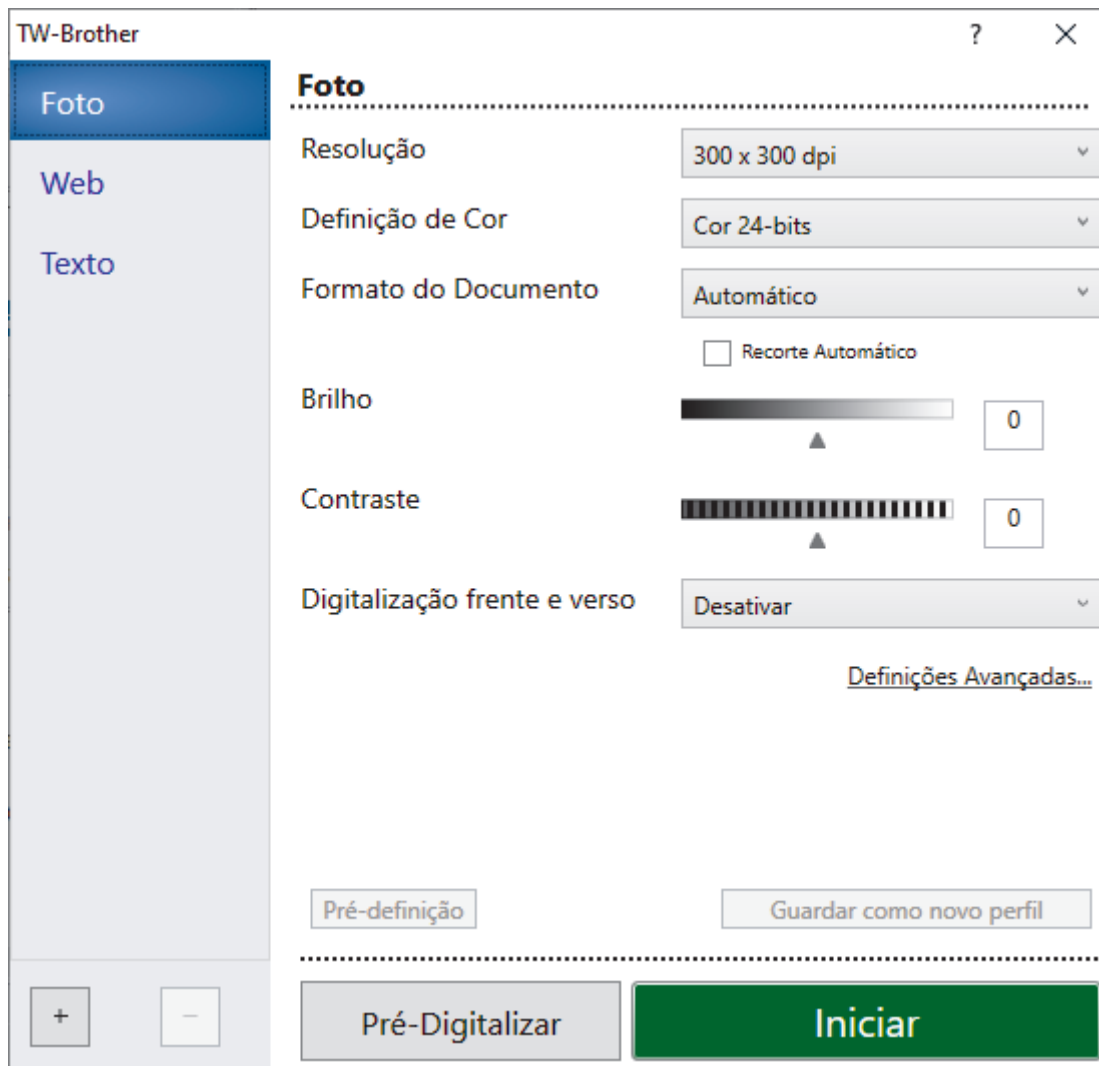 TW-Brother
?
Foto
Web
Texto
Foto
Resolução
300 x 300 dpi
Definição de Cor
Cor 24-bits
Formato do Documento
Automático
Recorte Automático
Brilho
0
Contraste
0
Digitalização frente e verso
Desativar
Definições Avançadas...
Pré-definição
Guardar como novo perfil
+
−
Pré-Digitalizar
Iniciar